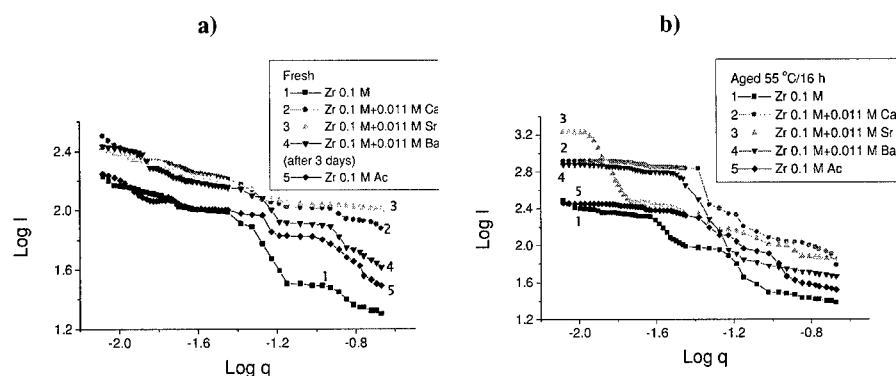 a)
Fresh
1 Zr 0.1 M
2 Zr 0.1 M+0.011 M Ca
3 Zr 0.1 M+0.011 M Sr
4 Zr 0.1 M+0.011 M Ba
(after 3 days)
5 Zr 0.1 M Ac
Log I
2.4
2.0
1.6
1.2
3
2
4
5
1
-2.0
-1.6
-1.2
-0.8
Log q
b)
Aged 55 °C/16 h
1 Zr 0.1 M
2 Zr 0.1 M+0.011 M Ca
3 Zr 0.1 M+0.011 M Sr
4 Zr 0.1 M+0.011 M Ba
5 Zr 0.1 M Ac
Log I
3.2
2.8
2.4
2.0
1.6
1.2
3
2
4
5
1
-2.0
-1.6
-1.2
-0.8
Log q